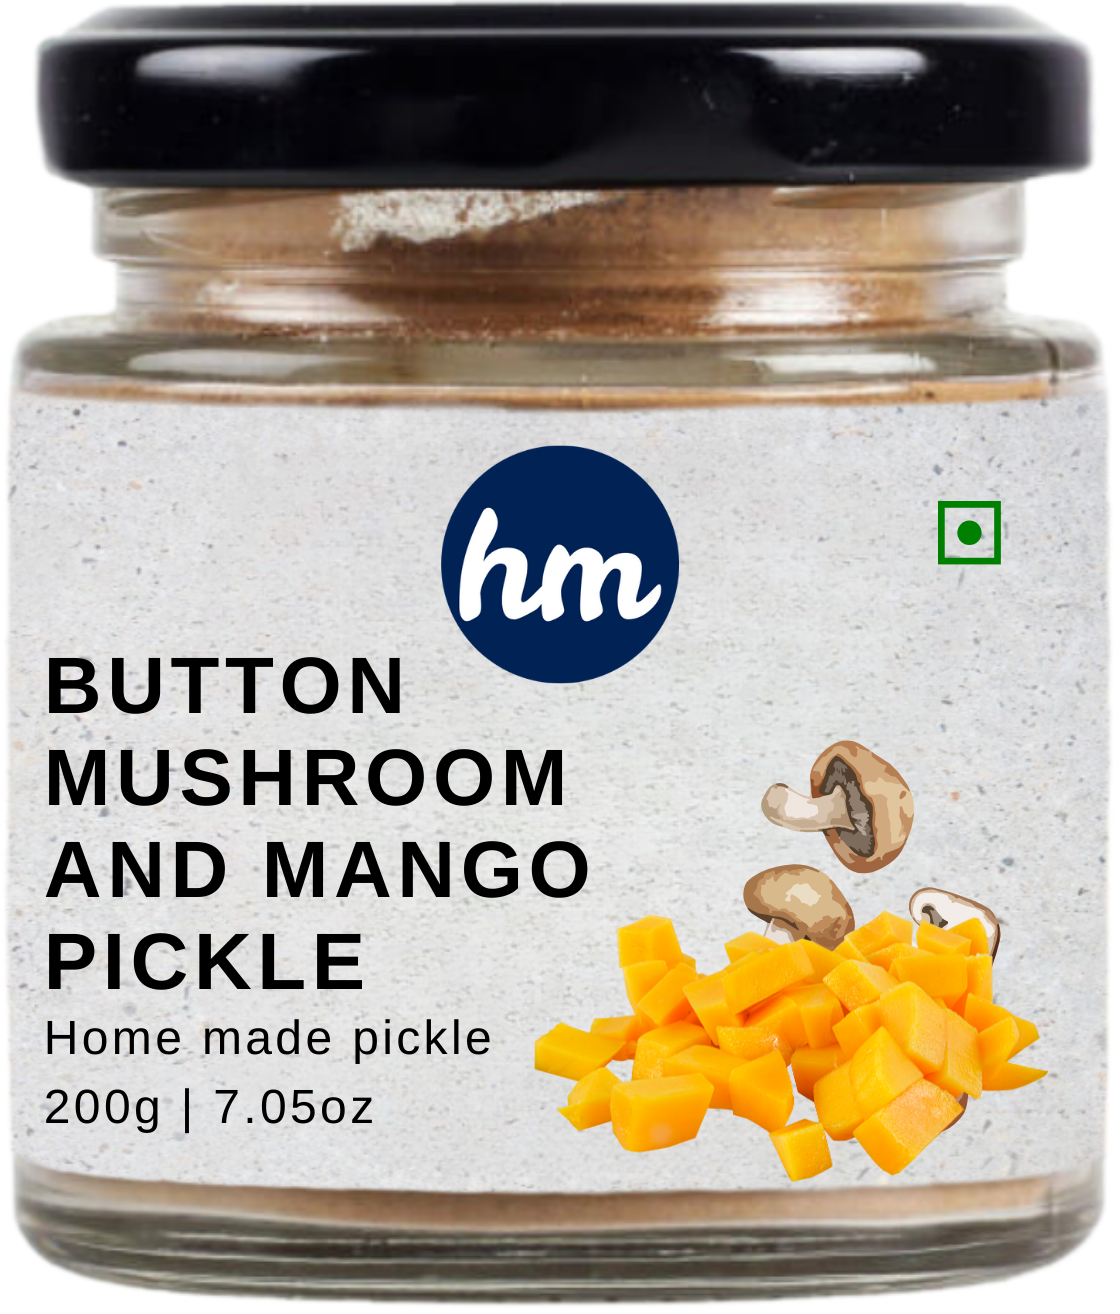 hm
BUTTON
MUSHROOM
AND MANGO
PICKLE
Home made pickle
200g | 7.05oz